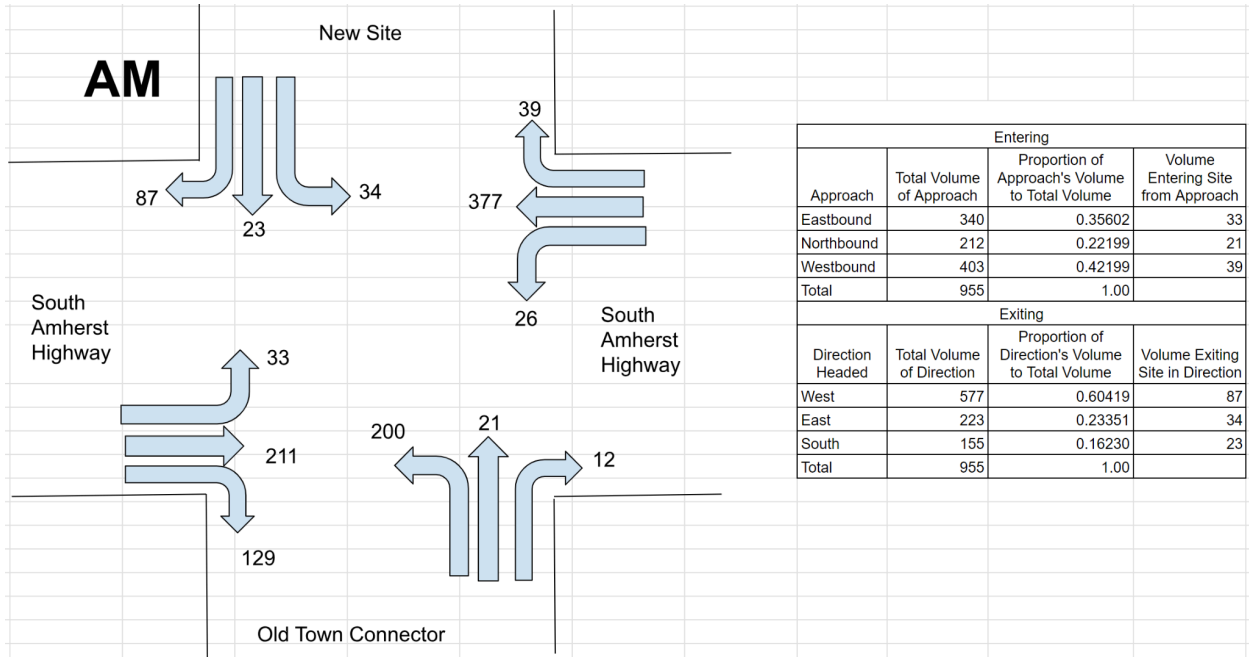 New Site
AM
39
87
34
377
23
South
Amherst
Highway
26
South
Amherst
Highway
33
211
129
200
21
12
Old Town Connector
Entering
Approach Total Volume of Approach Proportion of Approach's Volume to Total Volume Volume Entering Site from Approach
Eastbound 340 0.35602 33
Northbound 212 0.22199 21
Westbound 403 0.42199 39
Total 955 1.00
Exiting
Direction Headed Total Volume of Direction Proportion of Direction's Volume to Total Volume Volume Exiting Site in Direction
West 577 0.60419 87
East 223 0.23351 34
South 155 0.16230 23
Total 955 1.00